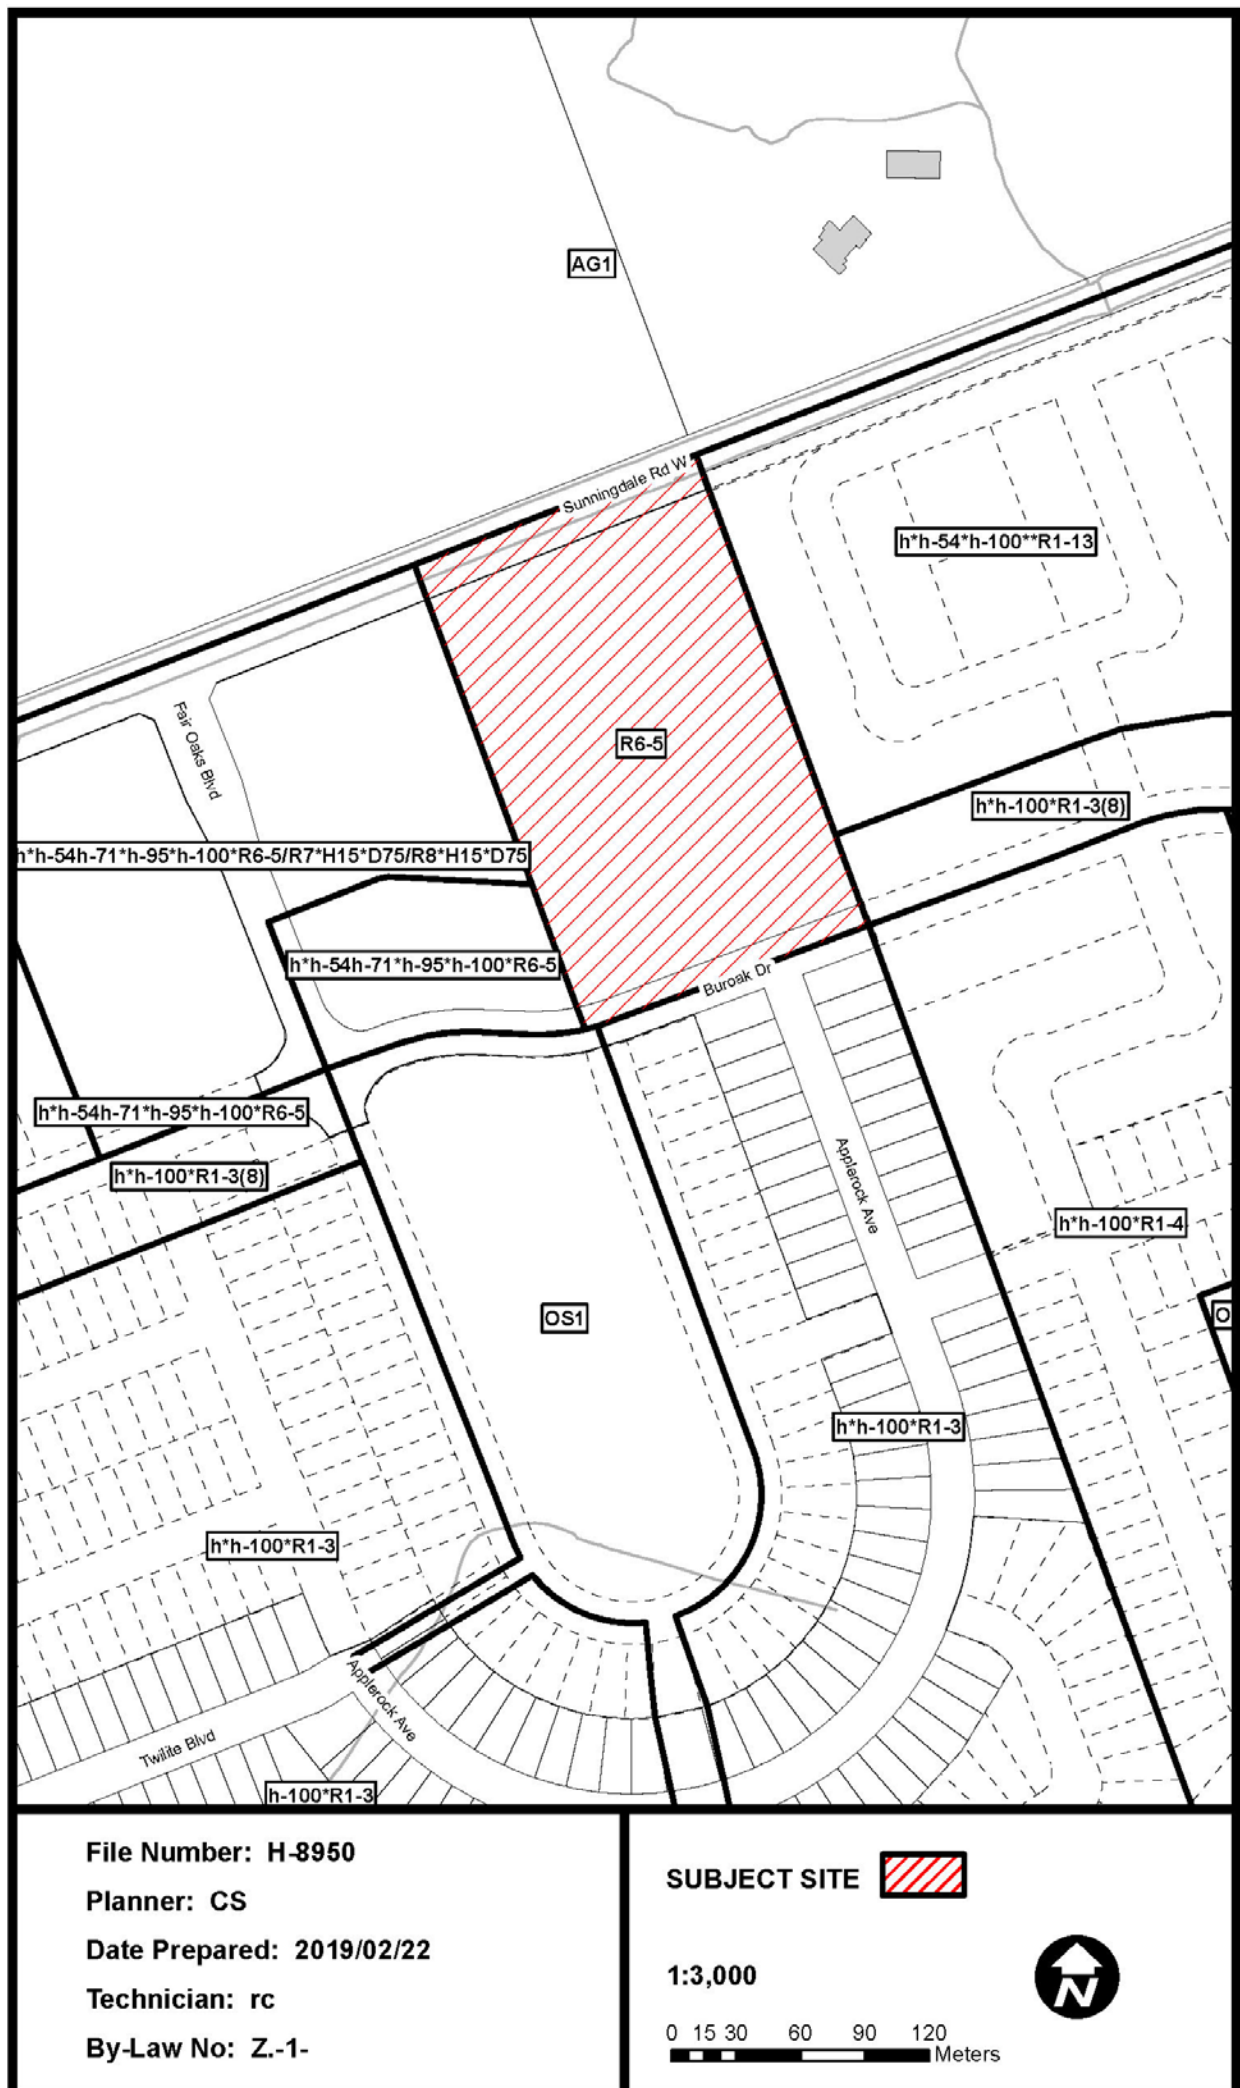 AG1
Sunningdale Rd W
h*h-54*h-100**R1-13
Fair Oaks Blvd
R6-5
h*h-100*R1-3(8)
h*h-54h-71*h-95*h-100*R6-5/R7*H15*D75/R8*H15*D75
h*h-54h-71*h-95*h-100*R6-5
Buroak Dr
h*h-54h-71*h-95*h-100*R6-5
h*h-100*R1-3(8)
Applerock Ave
h*h-100*R1-4
OS1
O
h*h-100*R1-3
h*h-100*R1-3
Applerock Ave
Twilite Blvd
h-100*R1-3
File Number: H-8950
Planner: CS
Date Prepared: 2019/02/22
Technician: rc
By-Law No: Z.-1-
SUBJECT SITE
1:3,000
N
0 15 30 60 90 120
Meters